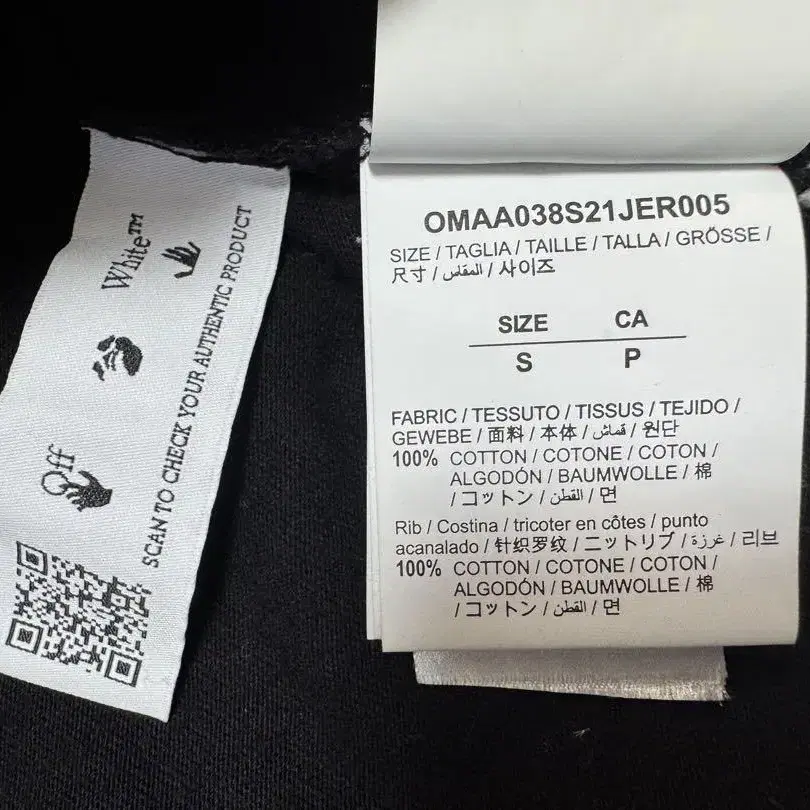 Off White™
SCAN TO CHECK YOUR AUTHENTIC PRODUCT
OMAA038S21JER005
SIZE / TAGLIA / TAILLE / TALLA / GRÖSSE /
尺寸 / المقاس / 사이즈
SIZE CA
S P
FABRIC / TESSUTO / TISSUS / TEJIDO /
GEWEBE / 面料 / 本体 / قماش / 원단
100% COTTON / COTONE / COTON /
ALGODÓN / BAUMWOLLE / 棉
/ コットン / القطن / 면
Rib / Costina / tricoter en côtes / punto
acanalado / 针织罗纹 / ニットリブ / غرزة / 리브
100% COTTON / COTONE / COTON /
ALGODÓN / BAUMWOLLE / 棉
/ コットン / القطن / 면